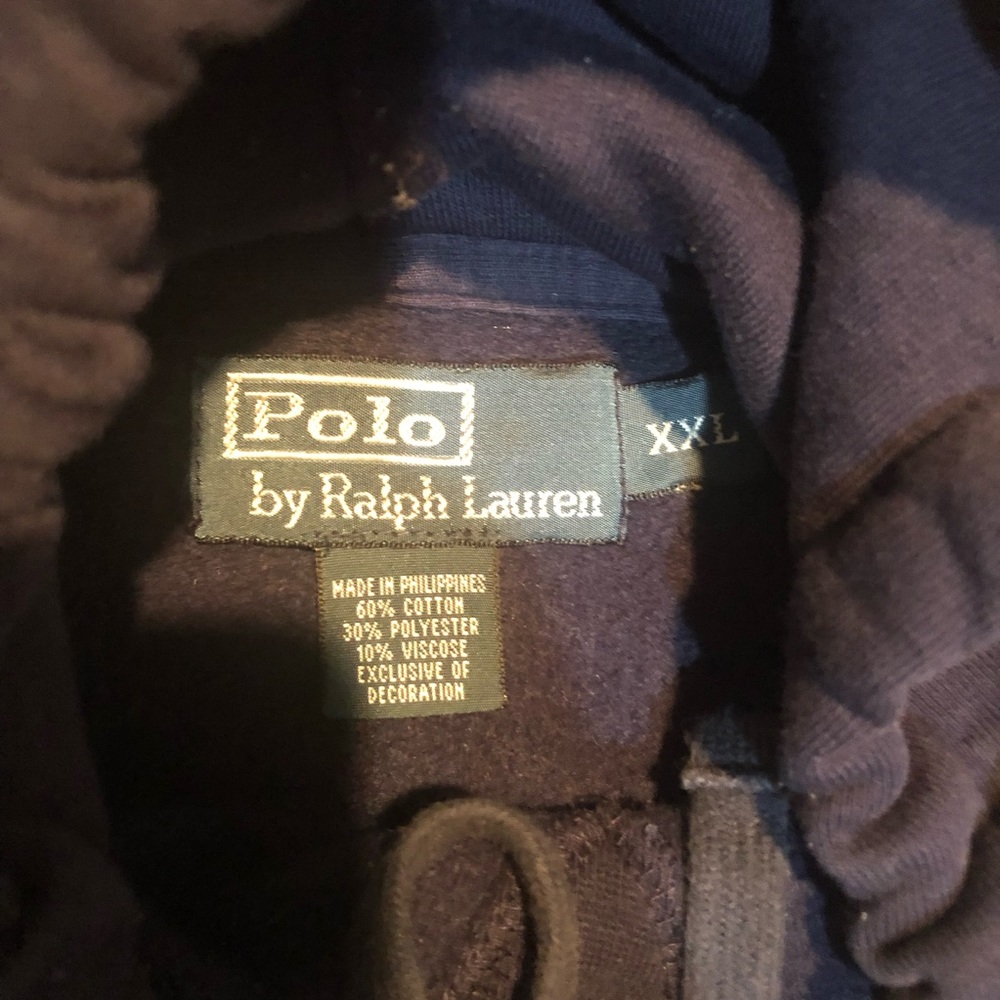 Polo
by Ralph Lauren
XXL
MADE IN PHILIPPINES
60% COTTON
30% POLYESTER
10% VISCOSE
EXCLUSIVE OF
DECORATION